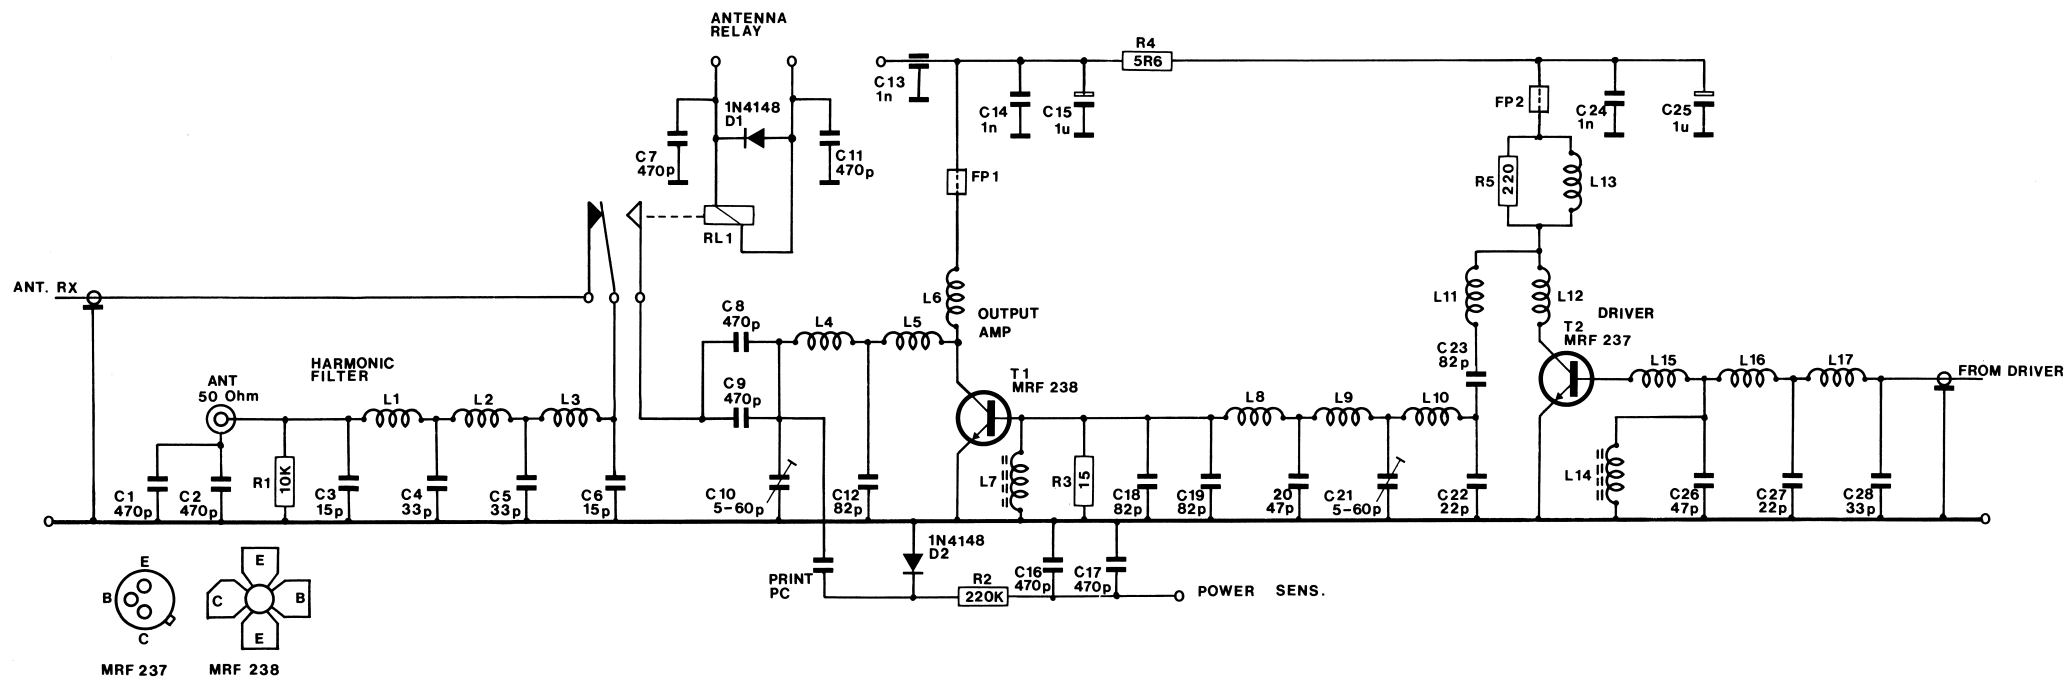 ANTENNA
RELAY
C13
1n
C14
1n
C15
1u
R4
5R6
FP2
C24
1n
C25
1u
1N4148
D1
C7
470p
C11
470p
RL1
FP1
R5
220
L13
ANT. RX
L6
OUTPUT
AMP
L11
L12
DRIVER
T2
MRF 237
C8
470p
L4
L5
C23
82p
L15
L16
L17
FROM DRIVER
HARMONIC
FILTER
ANT
50 Ohm
L1
L2
L3
C9
470p
T1
MRF 238
L8
L9
L10
C1
470p
C2
470p
R1
10K
C3
15p
C4
33p
C5
33p
C6
15p
C10
5-60p
C12
82p
L7
R3
15
C18
82p
C19
82p
20
47p
C21
5-60p
C22
22p
L14
C26
47p
C27
22p
C28
33p
1N4148
D2
PRINT
PC
R2
220K
C16
470p
C17
470p
POWER SENS.
E
B
C
MRF 237
E
C
B
E
MRF 238